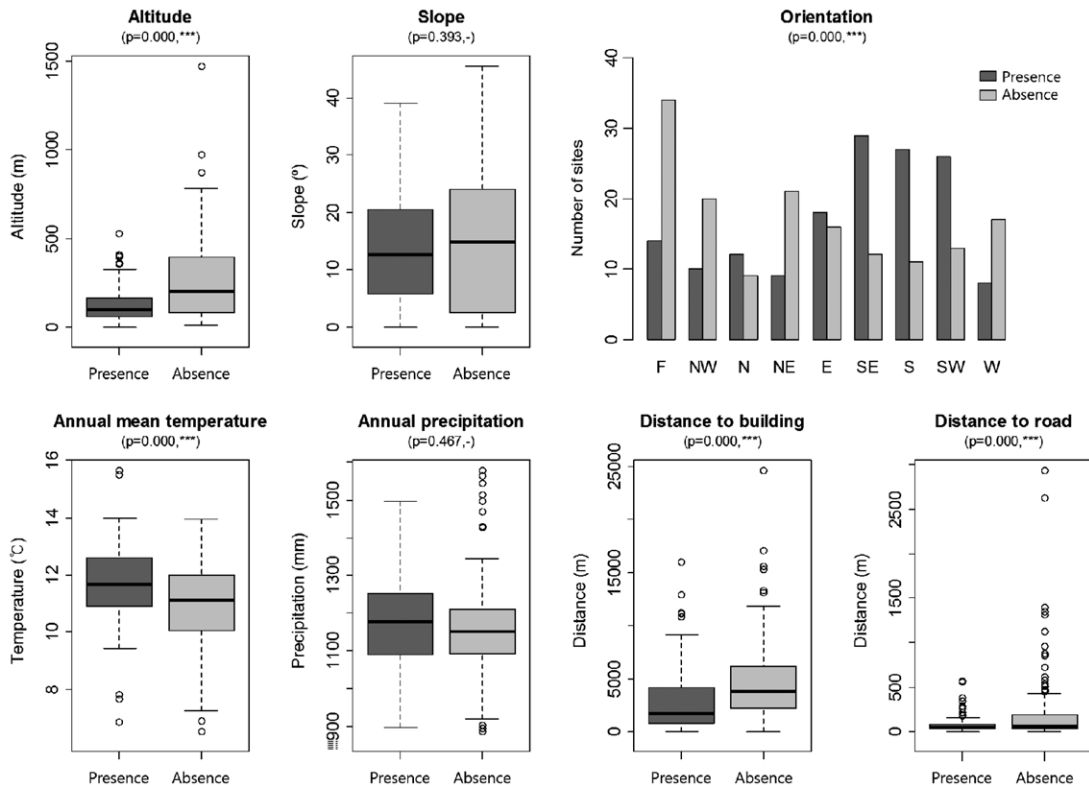 Altitude
(p=0.000,***)
Altitude (m)
1500
1000
500
0
Presence Absence
Slope
(p=0.393,-)
Slope (º)
40
30
20
10
0
Presence Absence
Orientation
(p=0.000,***)
Number of sites
40
30
20
10
0
Presence
Absence
F NW N NE E SE S SW W
Annual mean temperature
(p=0.000,***)
Temperature (℃)
16
14
12
10
8
Presence Absence
Annual precipitation
(p=0.467,-)
Precipitation (mm)
1500
1300
1100
900
Presence Absence
Distance to building
(p=0.000,***)
Distance (m)
25000
15000
5000
0
Presence Absence
Distance to road
(p=0.000,***)
Distance (m)
2500
1500
500
0
Presence Absence